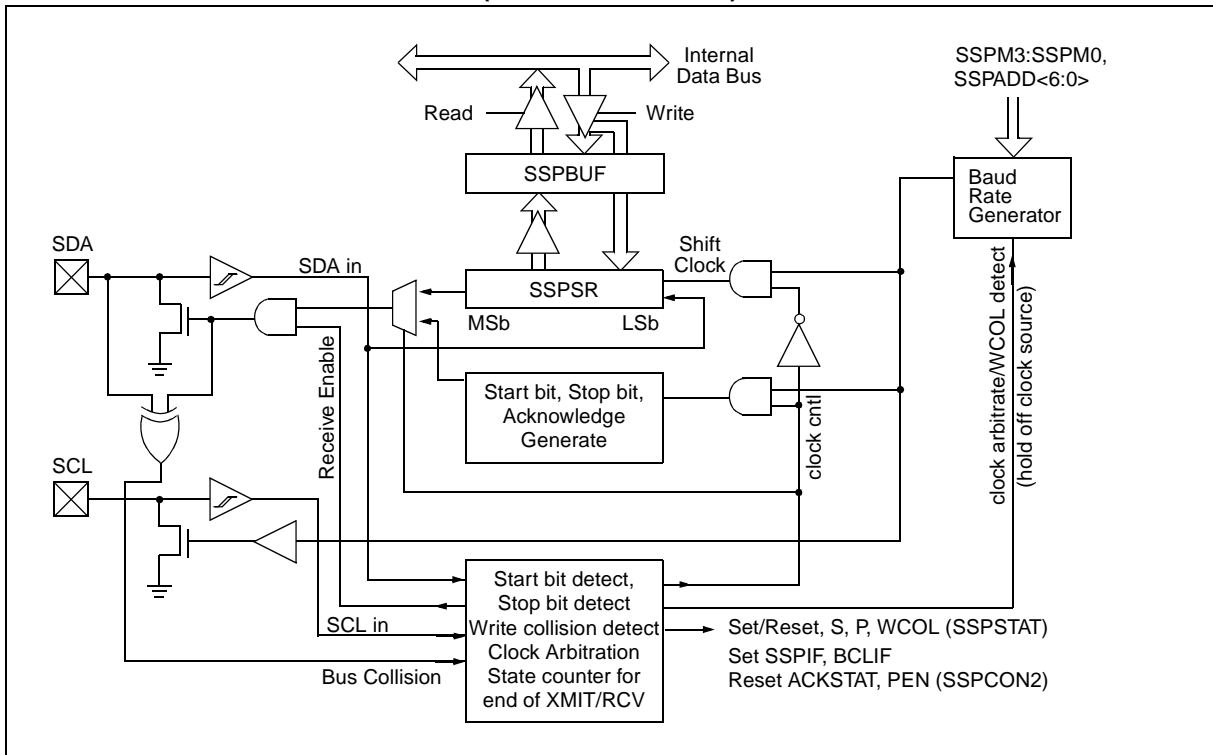 Internal
Data Bus
SSPM3:SSPM0,
SSPADD<6:0>
Read
Write
SSPBUF
Baud
Rate
Generator
SDA
SDA in
Shift
Clock
SSPSR
MSb
LSb
Receive Enable
Start bit, Stop bit,
Acknowledge
Generate
clock cntl
clock arbitrate/WCOL detect
(hold off clock source)
SCL
SCL in
Bus Collision
Start bit detect,
Stop bit detect
Write collision detect
Clock Arbitration
State counter for
end of XMIT/RCV
Set/Reset, S, P, WCOL (SSPSTAT)
Set SSPIF, BCLIF
Reset ACKSTAT, PEN (SSPCON2)